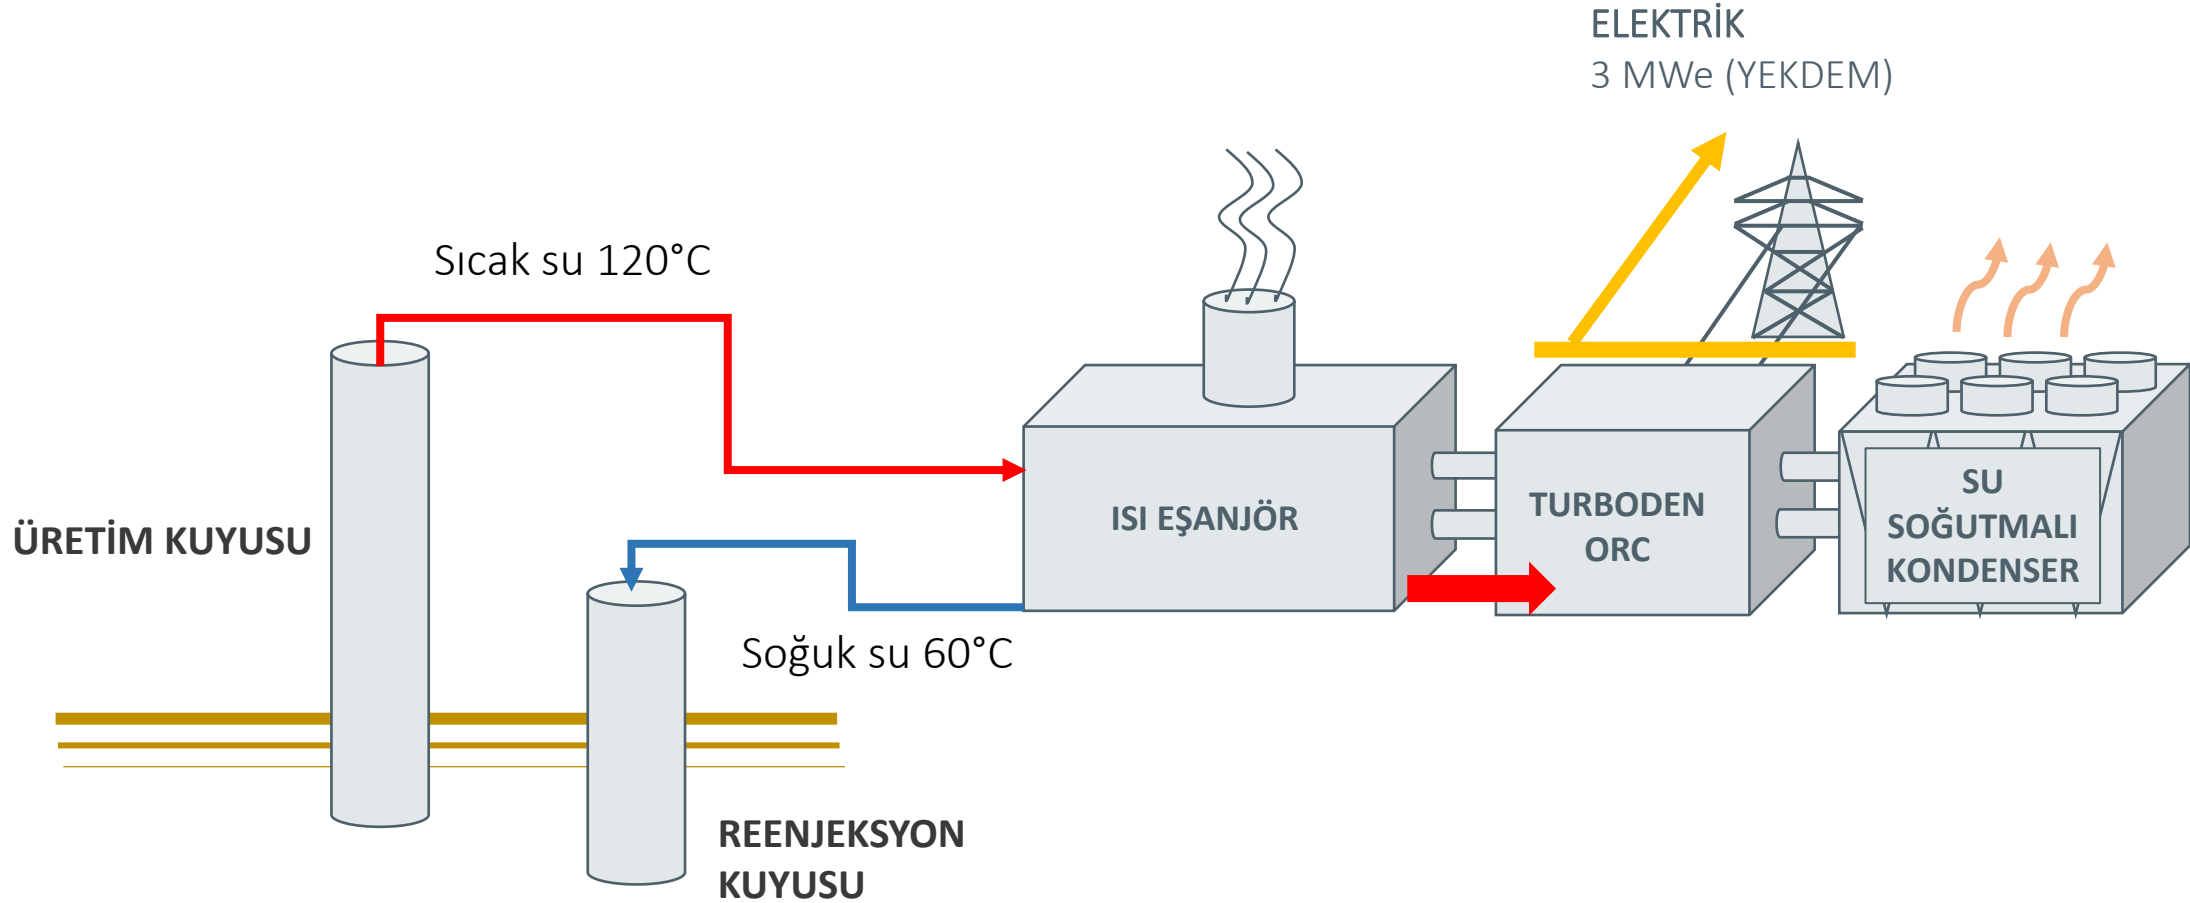 ELEKTRİK
3 MWe (YEKDEM)
Sıcak su 120°C
ÜRETİM KUYUSU
ISI EŞANJÖR
TURBODEN
ORC
SU
SOĞUTMALI
KONDENSER
Soğuk su 60°C
REENJEKSYON
KUYUSU